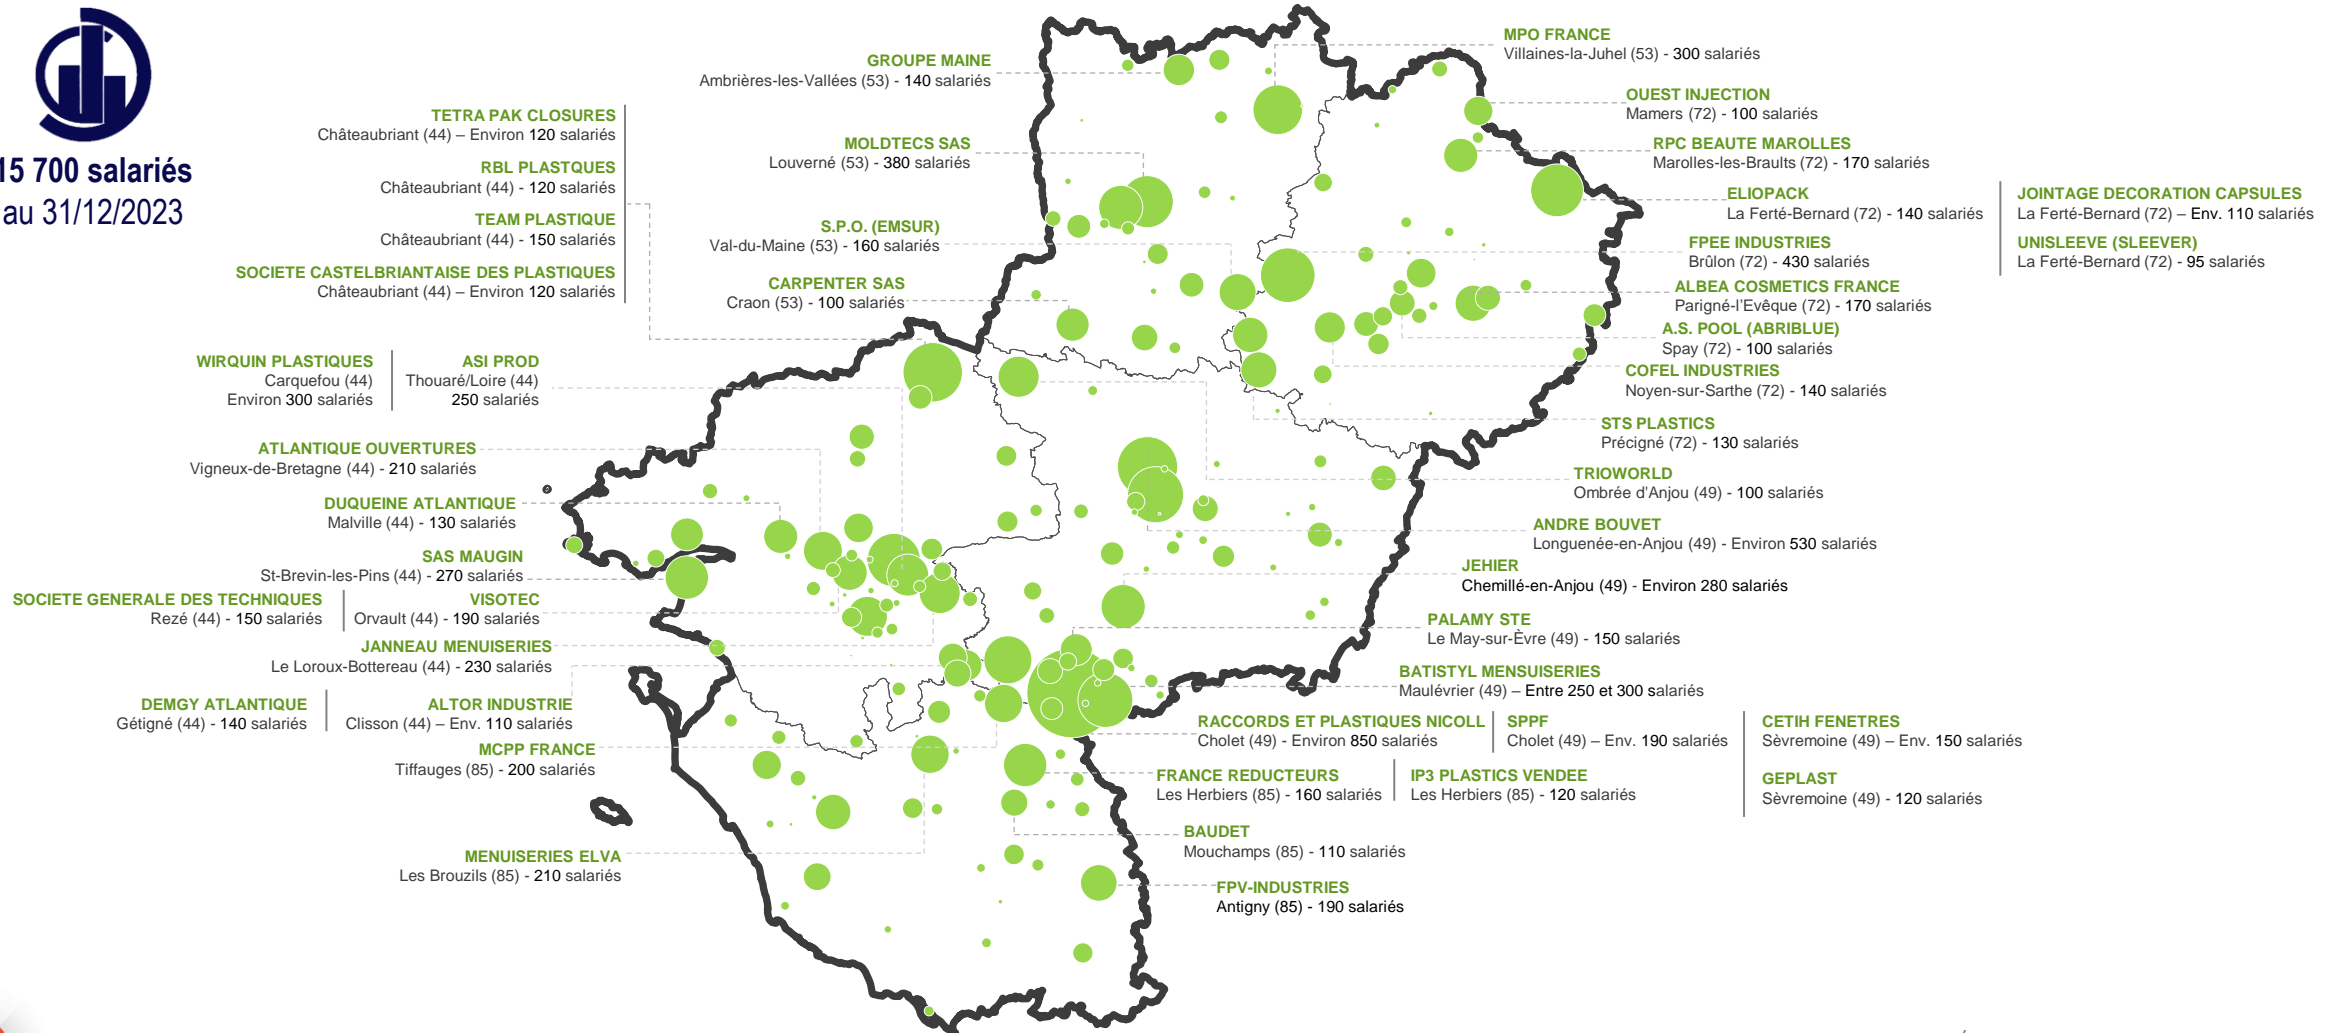 15 700 salariés
au 31/12/2023
GROUPE MAINE
Ambrières-les-Vallées (53) - 140 salariés
TETRA PAK CLOSURES
Châteaubriant (44) – Environ 120 salariés
RBL PLASTQUES
Châteaubriant (44) - 120 salariés
TEAM PLASTIQUE
Châteaubriant (44) - 150 salariés
SOCIETE CASTELBRIANTAISE DES PLASTIQUES
Châteaubriant (44) – Environ 120 salariés
MOLDTECS SAS
Louverné (53) - 380 salariés
S.P.O. (EMSUR)
Val-du-Maine (53) - 160 salariés
CARPENTER SAS
Craon (53) - 100 salariés
WIRQUIN PLASTIQUES
Carquefou (44)
Environ 300 salariés
ASI PROD
Thouaré/Loire (44)
250 salariés
ATLANTIQUE OUVERTURES
Vigneux-de-Bretagne (44) - 210 salariés
DUQUEINE ATLANTIQUE
Malville (44) - 130 salariés
SAS MAUGIN
St-Brevin-les-Pins (44) - 270 salariés
SOCIETE GENERALE DES TECHNIQUES
Rezé (44) - 150 salariés
VISOTEC
Orvault (44) - 190 salariés
JANNEAU MENUISERIES
Le Loroux-Bottereau (44) - 230 salariés
DEMGY ATLANTIQUE
Gétigné (44) - 140 salariés
ALTOR INDUSTRIE
Clisson (44) – Env. 110 salariés
MCPP FRANCE
Tiffauges (85) - 200 salariés
MENUISERIES ELVA
Les Brouzils (85) - 210 salariés
MPO FRANCE
Villaines-la-Juhel (53) - 300 salariés
OUEST INJECTION
Mamers (72) - 100 salariés
RPC BEAUTE MAROLLES
Marolles-les-Braults (72) - 170 salariés
ELIOPACK
La Ferté-Bernard (72) - 140 salariés
JOINTAGE DECORATION CAPSULES
La Ferté-Bernard (72) – Env. 110 salariés
UNISLEEVE (SLEEVER)
La Ferté-Bernard (72) - 95 salariés
FPEE INDUSTRIES
Brûlon (72) - 430 salariés
ALBEA COSMETICS FRANCE
Parigné-l'Evêque (72) - 170 salariés
A.S. POOL (ABRIBLUE)
Spay (72) - 100 salariés
COFEL INDUSTRIES
Noyen-sur-Sarthe (72) - 140 salariés
STS PLASTICS
Précigné (72) - 130 salariés
TRIOWORLD
Ombrée d'Anjou (49) - 100 salariés
ANDRE BOUVET
Longuenée-en-Anjou (49) - Environ 530 salariés
JEHIER
Chemillé-en-Anjou (49) - Environ 280 salariés
PALAMY STE
Le May-sur-Èvre (49) - 150 salariés
BATISTYL MENSUISERIES
Maulévrier (49) – Entre 250 et 300 salariés
RACCORDS ET PLASTIQUES NICOLL
Cholet (49) - Environ 850 salariés
SPPF
Cholet (49) – Env. 190 salariés
CETIH FENETRES
Sèvremoine (49) – Env. 150 salariés
GEPLAST
Sèvremoine (49) - 120 salariés
FRANCE REDUCTEURS
Les Herbiers (85) - 160 salariés
IP3 PLASTICS VENDEE
Les Herbiers (85) - 120 salariés
BAUDET
Mouchamps (85) - 110 salariés
FPV-INDUSTRIES
Antigny (85) - 190 salariés